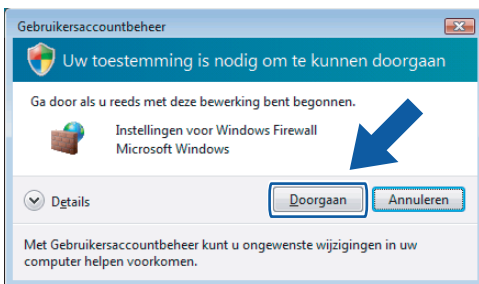 Gebruikersaccountbeheer
Uw toestemming is nodig om te kunnen doorgaan
Ga door als u reeds met deze bewerking bent begonnen.
Instellingen voor Windows Firewall
Microsoft Windows
Details
Doorgaan
Annuleren
Met Gebruikersaccountbeheer kunt u ongewenste wijzigingen in uw
computer helpen voorkomen.